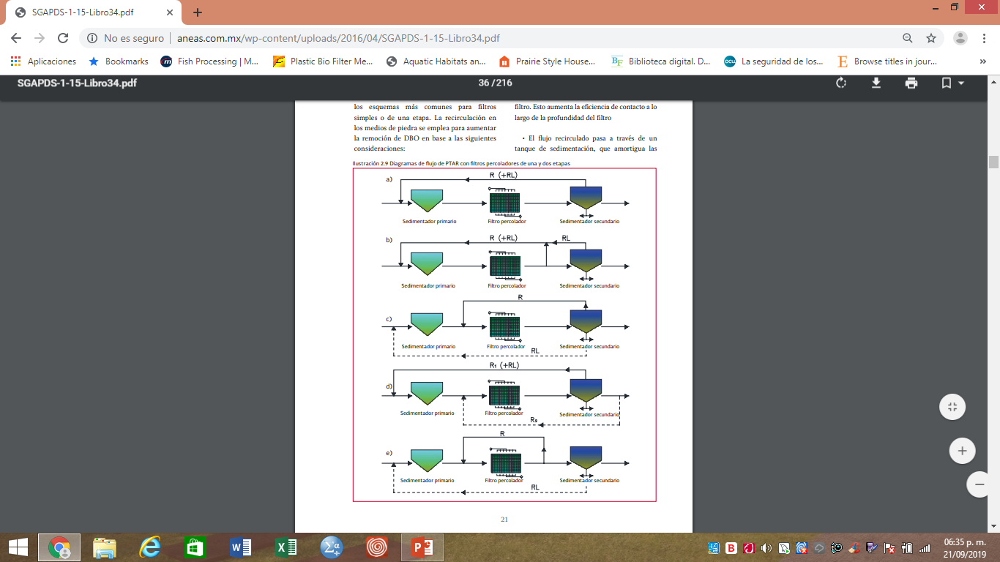 SGAPDS-1-15-Libro34.pdf
No es seguro | aneas.com.mx/wp-content/uploads/2016/04/SGAPDS-1-15-Libro34.pdf
Aplicaciones Bookmarks Fish Processing | M... Plastic Bio Filter Me... Aquatic Habitats an... Prairie Style House... Biblioteca digital. D... La seguridad de los... Browse titles in jour... »
SGAPDS-1-15-Libro34.pdf 36 / 216
los esquemas más comunes para filtros
simples o de una etapa. La recirculación en
los medios de piedra se emplea para aumentar
la remoción de DBO en base a las siguientes
consideraciones:
filtro. Esto aumenta la eficiencia de contacto a lo
largo de la profundidad del filtro
• El flujo recirculado pasa a través de un
tanque de sedimentación, que amortigua las
Ilustración 2.9 Diagramas de flujo de PTAR con filtros percoladores de una y dos etapas
a) R (+RL)
Sedimentador primario Filtro percolador Sedimentador secundario
b) R (+RL) RL
Sedimentador primario Filtro percolador Sedimentador secundario
R
c)
Sedimentador primario Filtro percolador Sedimentador secundario
RL
R1 (+RL)
d)
Sedimentador primario Filtro percolador Sedimentador secundario
R2
R
e)
Sedimentador primario Filtro percolador Sedimentador secundario
RL
21
06:35 p. m.
21/09/2019